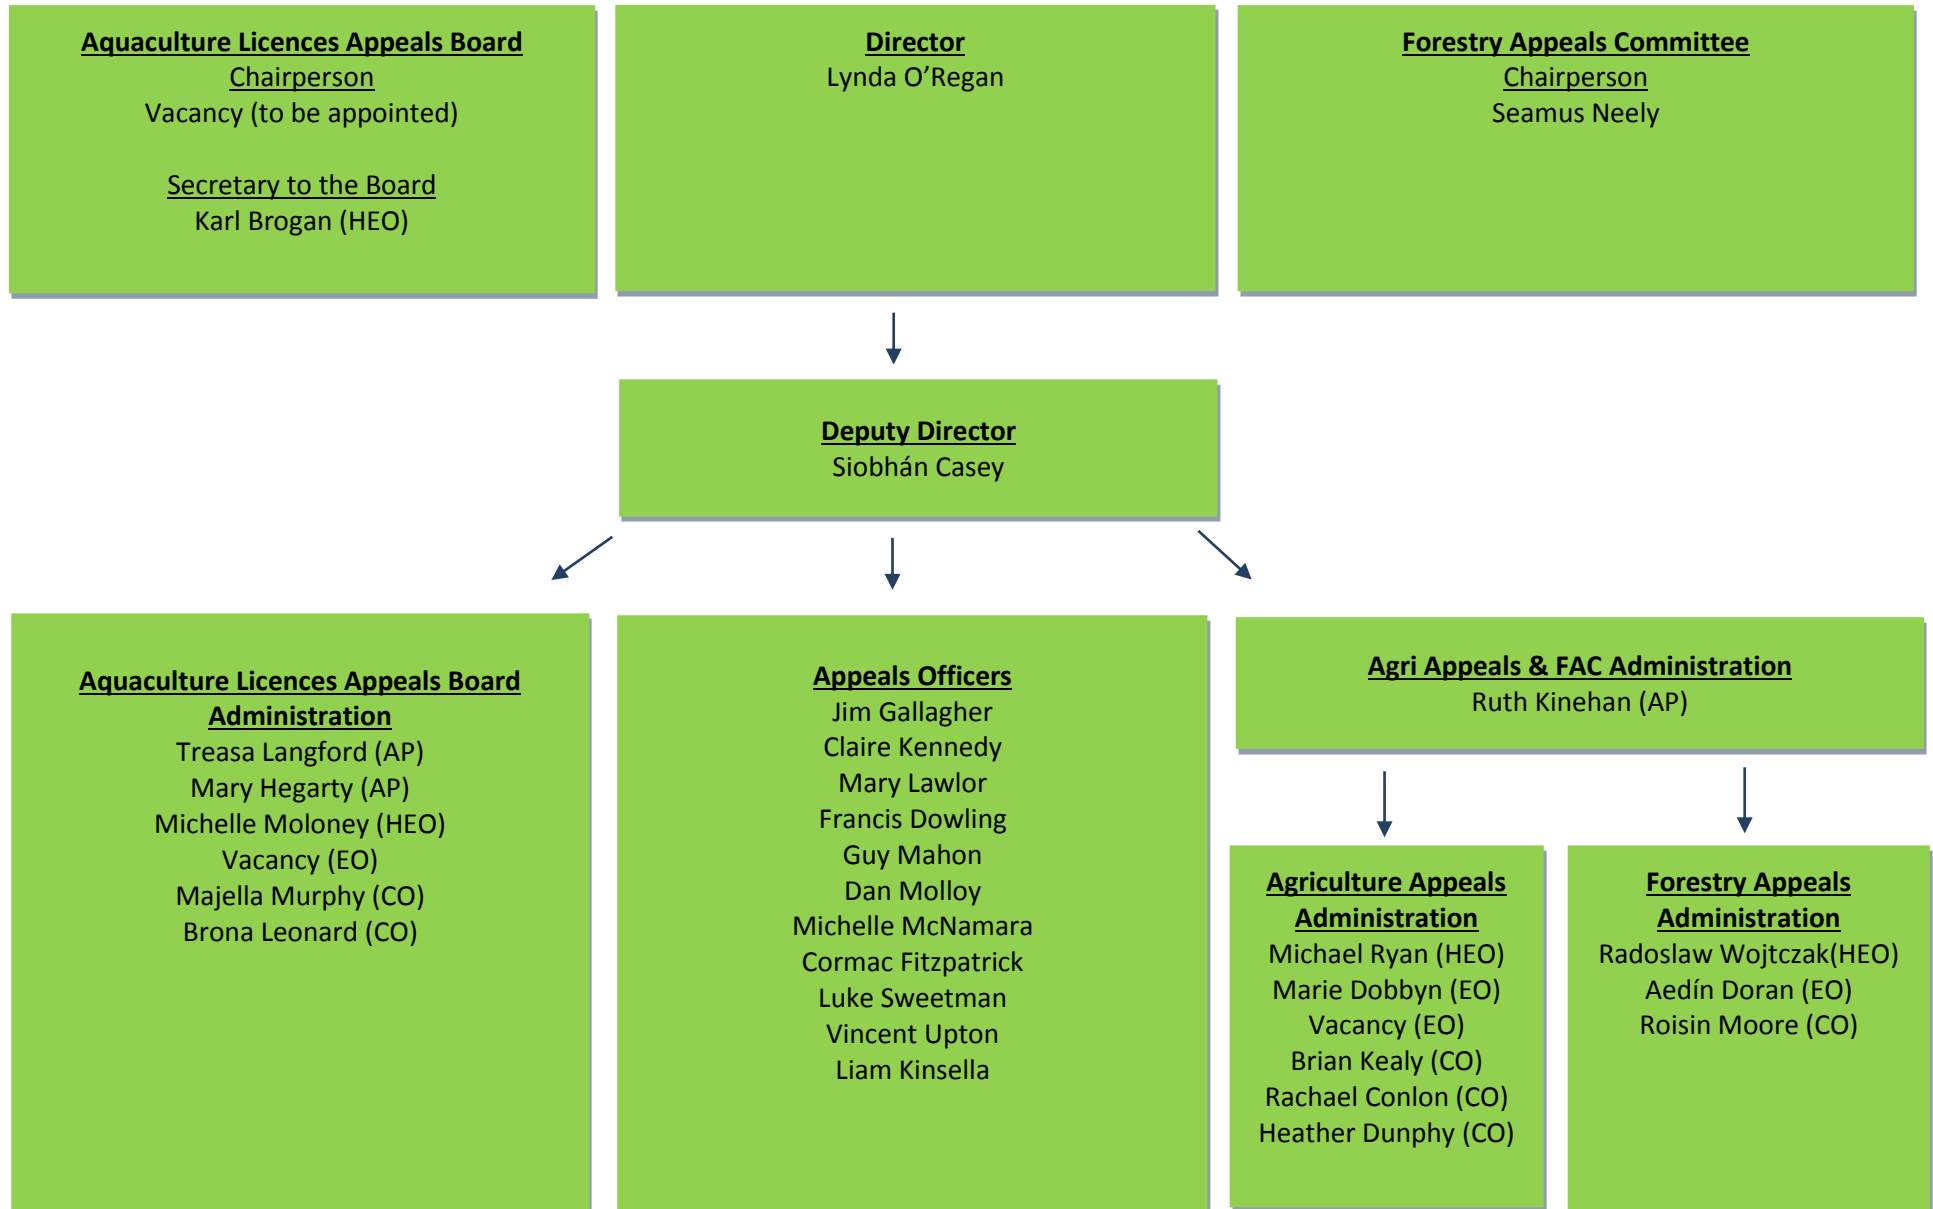 Aquaculture Licences Appeals Board
Chairperson
Vacancy (to be appointed)
Secretary to the Board
Karl Brogan (HEO)
Director
Lynda O’Regan
Forestry Appeals Committee
Chairperson
Seamus Neely
Deputy Director
Siobhán Casey
Aquaculture Licences Appeals Board
Administration
Treasa Langford (AP)
Mary Hegarty (AP)
Michelle Moloney (HEO)
Vacancy (EO)
Majella Murphy (CO)
Brona Leonard (CO)
Appeals Officers
Jim Gallagher
Claire Kennedy
Mary Lawlor
Francis Dowling
Guy Mahon
Dan Molloy
Michelle McNamara
Cormac Fitzpatrick
Luke Sweetman
Vincent Upton
Liam Kinsella
Agri Appeals & FAC Administration
Ruth Kinehan (AP)
Agriculture Appeals
Administration
Michael Ryan (HEO)
Marie Dobbyn (EO)
Vacancy (EO)
Brian Kealy (CO)
Rachael Conlon (CO)
Heather Dunphy (CO)
Forestry Appeals
Administration
Radoslaw Wojtczak(HEO)
Aedín Doran (EO)
Roisin Moore (CO)